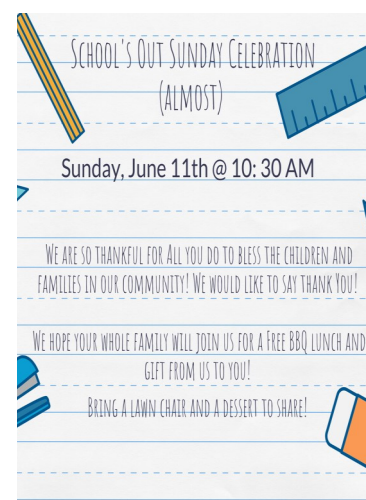 School's Out Sunday Celebration
(almost)
Sunday, June 11th @ 10: 30 AM
We are so thankful for All you do to bless the children and
families in our community! We would like to say thank You!
We hope your whole family will join us for a Free BBQ lunch and
gift from us to you!
Bring a lawn chair and a dessert to share!